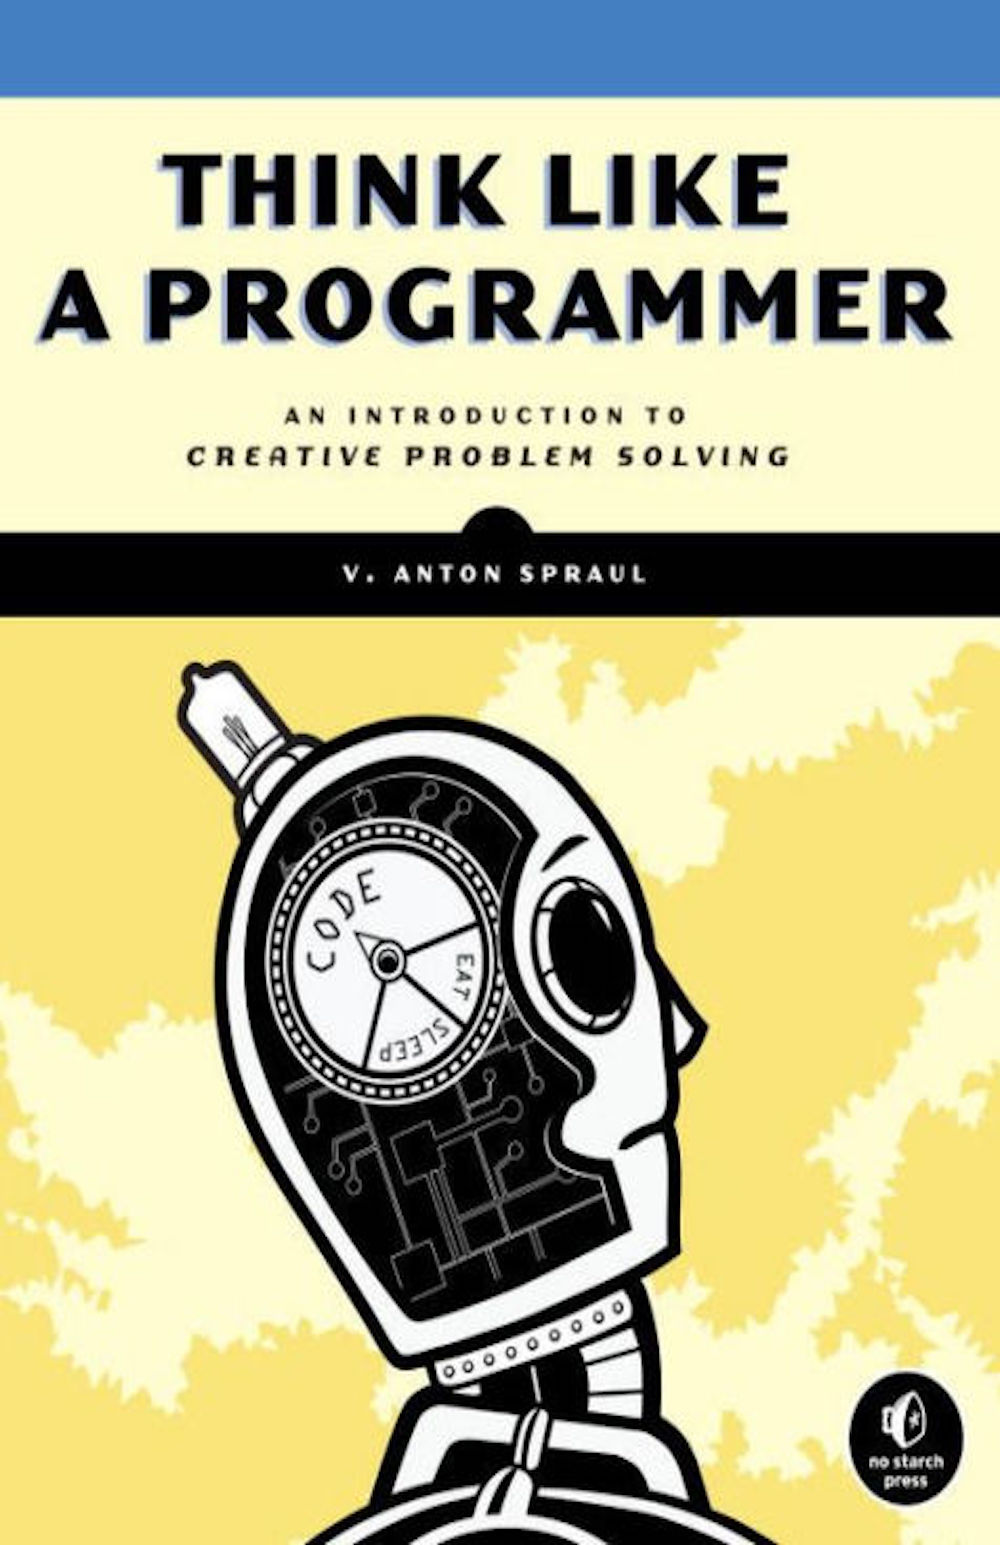 THINK LIKE
A PROGRAMMER
AN INTRODUCTION TO
CREATIVE PROBLEM SOLVING
V. ANTON SPRAUL
CODE
EAT
SLEEP
no starch
press